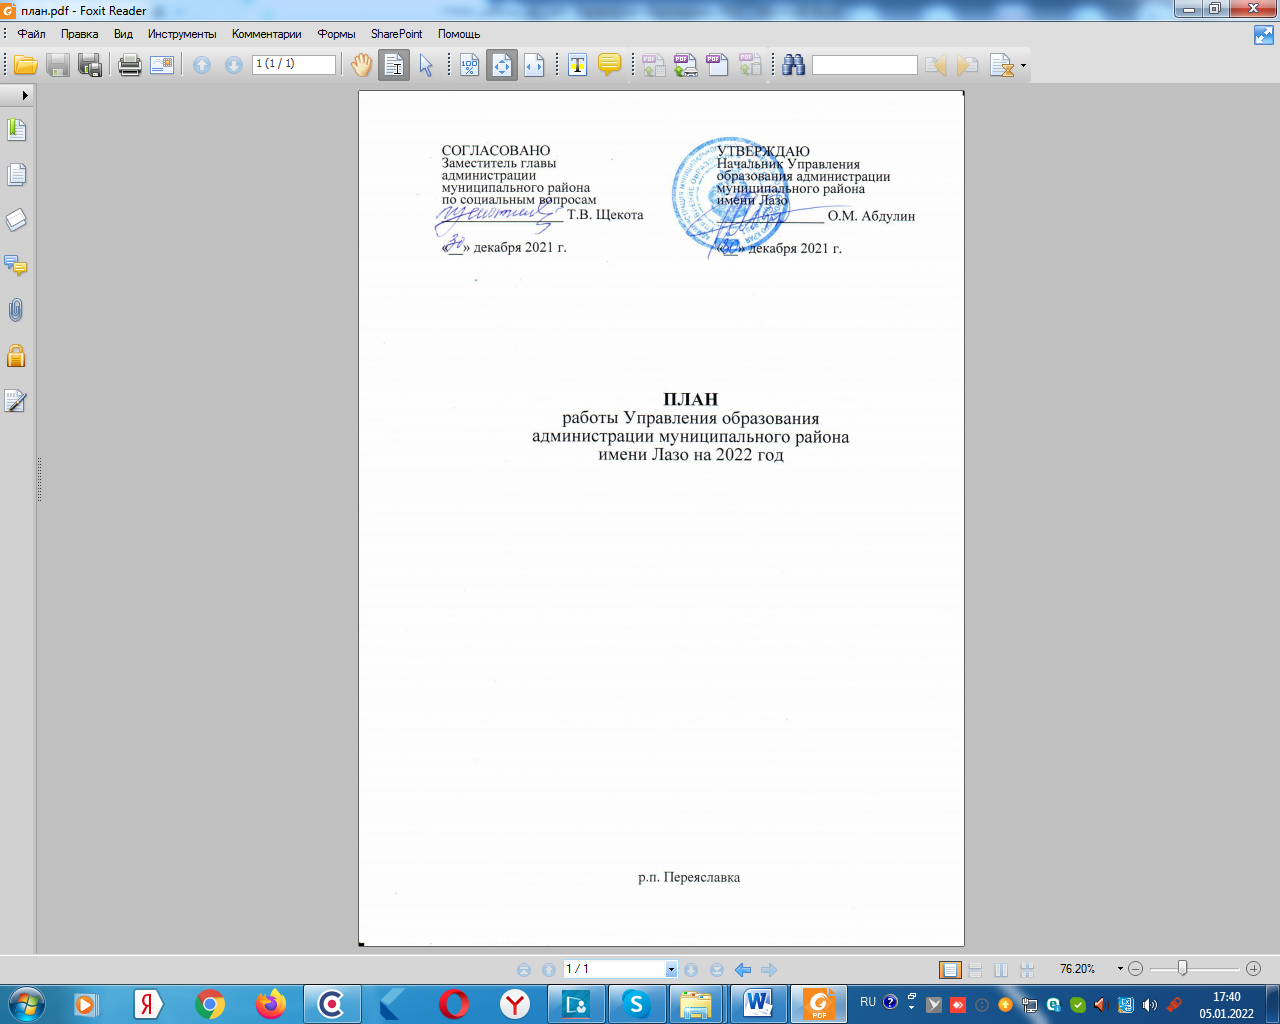 план.pdf - Foxit Reader
Файл Правка Вид Инструменты Комментарии Формы SharePoint Помощь
1 (1 / 1)
СОГЛАСОВАНО
Заместитель главы
администрации
муниципального района
по социальным вопросам
Т.В. Щекота
«30» декабря 2021 г.
УТВЕРЖДАЮ
Начальник Управления
образования администрации
муниципального района
имени Лазо
О.М. Абдулин
«30» декабря 2021 г.
ПЛАН
работы Управления образования
администрации муниципального района
имени Лазо на 2022 год
р.п. Переяславка
1 / 1
76.20%
RU
17:40
05.01.2022